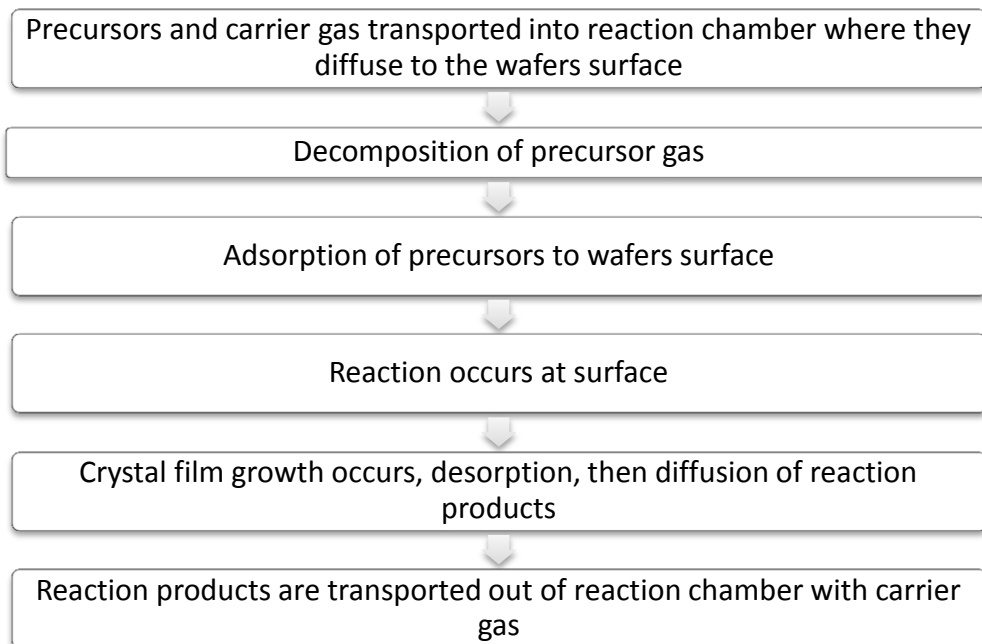 Precursors and carrier gas transported into reaction chamber where they
diffuse to the wafers surface
Decomposition of precursor gas
Adsorption of precursors to wafers surface
Reaction occurs at surface
Crystal film growth occurs, desorption, then diffusion of reaction
products
Reaction products are transported out of reaction chamber with carrier
gas